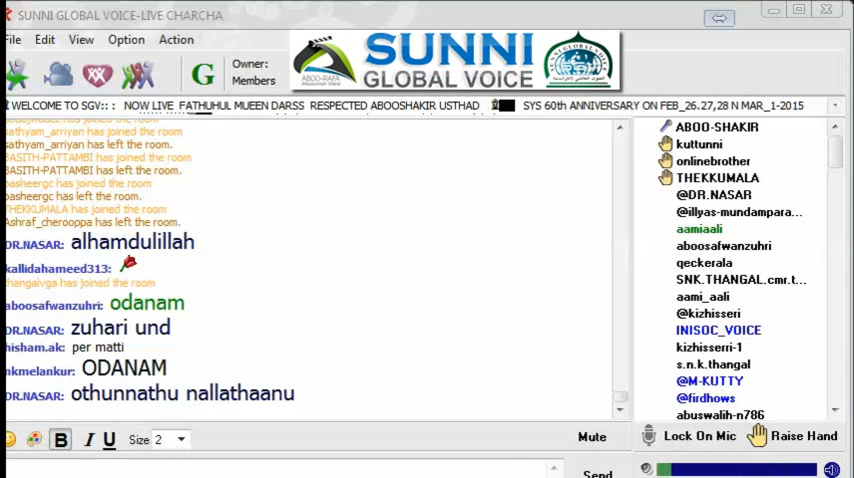 SUNNI GLOBAL VOICE-LIVE CHARCHA
File Edit View Option Action
SUNNI
GLOBAL VOICE
ABOO-RAFA
G
Owner:
Members
WELCOME TO SGV: : : NOW LIVE FATHUHUL MUEEN DARSS RESPECTED ABOOSHAKIR USTHAD
SYS 60th ANNIVERSARY ON FEB_26.27,28 N MAR_1-2015
sathyam_arriyan has joined the room
sathyam_arriyan has left the room.
BASITH-PATTAMBI has joined the room
BASITH-PATTAMBI has left the room.
basheergc has joined the room
basheergc has left the room.
THEKKUMALA has joined the room
Ashraf_cherooppa has left the room.
DR.NASAR: alhamdulillah
kallidahameed313:
thangalvga has joined the room
aboosafwanzuhri: odanam
DR.NASAR: zuhari und
hisham.ak: per matti
nkmelankur: ODANAM
DR.NASAR: othunnathu nallathaanu
ABOO-SHAKIR
kuttunni
onlinebrother
THEKKUMALA
@DR.NASAR
@illyas-mundampara...
aamiaali
aboosafwanzuhri
qeckerala
SNK.THANGAL.cmr.t...
aami_aali
@kizhisseri
INISOC_VOICE
kizhisserri-1
s.n.k.thangal
@M-KUTTY
@firdhows
abuswalih-n786
B I U Size 2
Mute
Lock On Mic
Raise Hand
Send